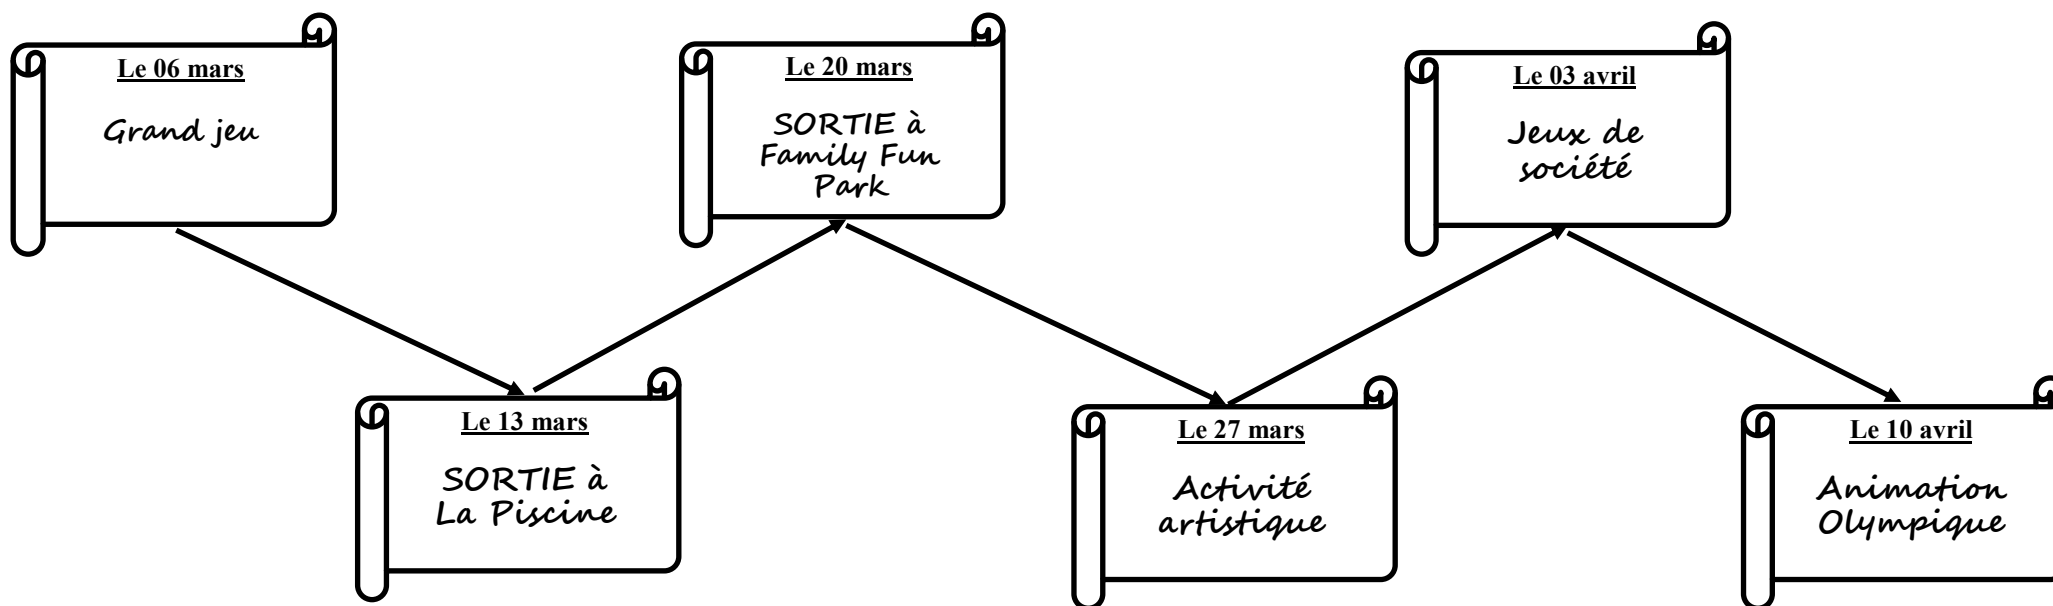 Le 06 mars
Grand jeu
Le 13 mars
SORTIE à
La Piscine
Le 20 mars
SORTIE à
Family Fun
Park
Le 27 mars
Activité
artistique
Le 03 avril
Jeux de
société
Le 10 avril
Animation
Olympique